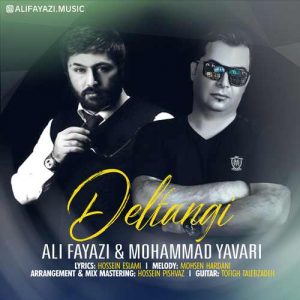 @ALIFAYAZI.MUSIC
Deltangi
ALI FAYAZI & MOHAMMAD YAVARI
LYRICS: HOSSEIN ESLAMI | MELODY: MOHSEN HARDANI
ARRANGEMENT & MIX MASTERING: HOSSEIN PISHVAZ | GUITAR: TOFIGH TALEBZADEH